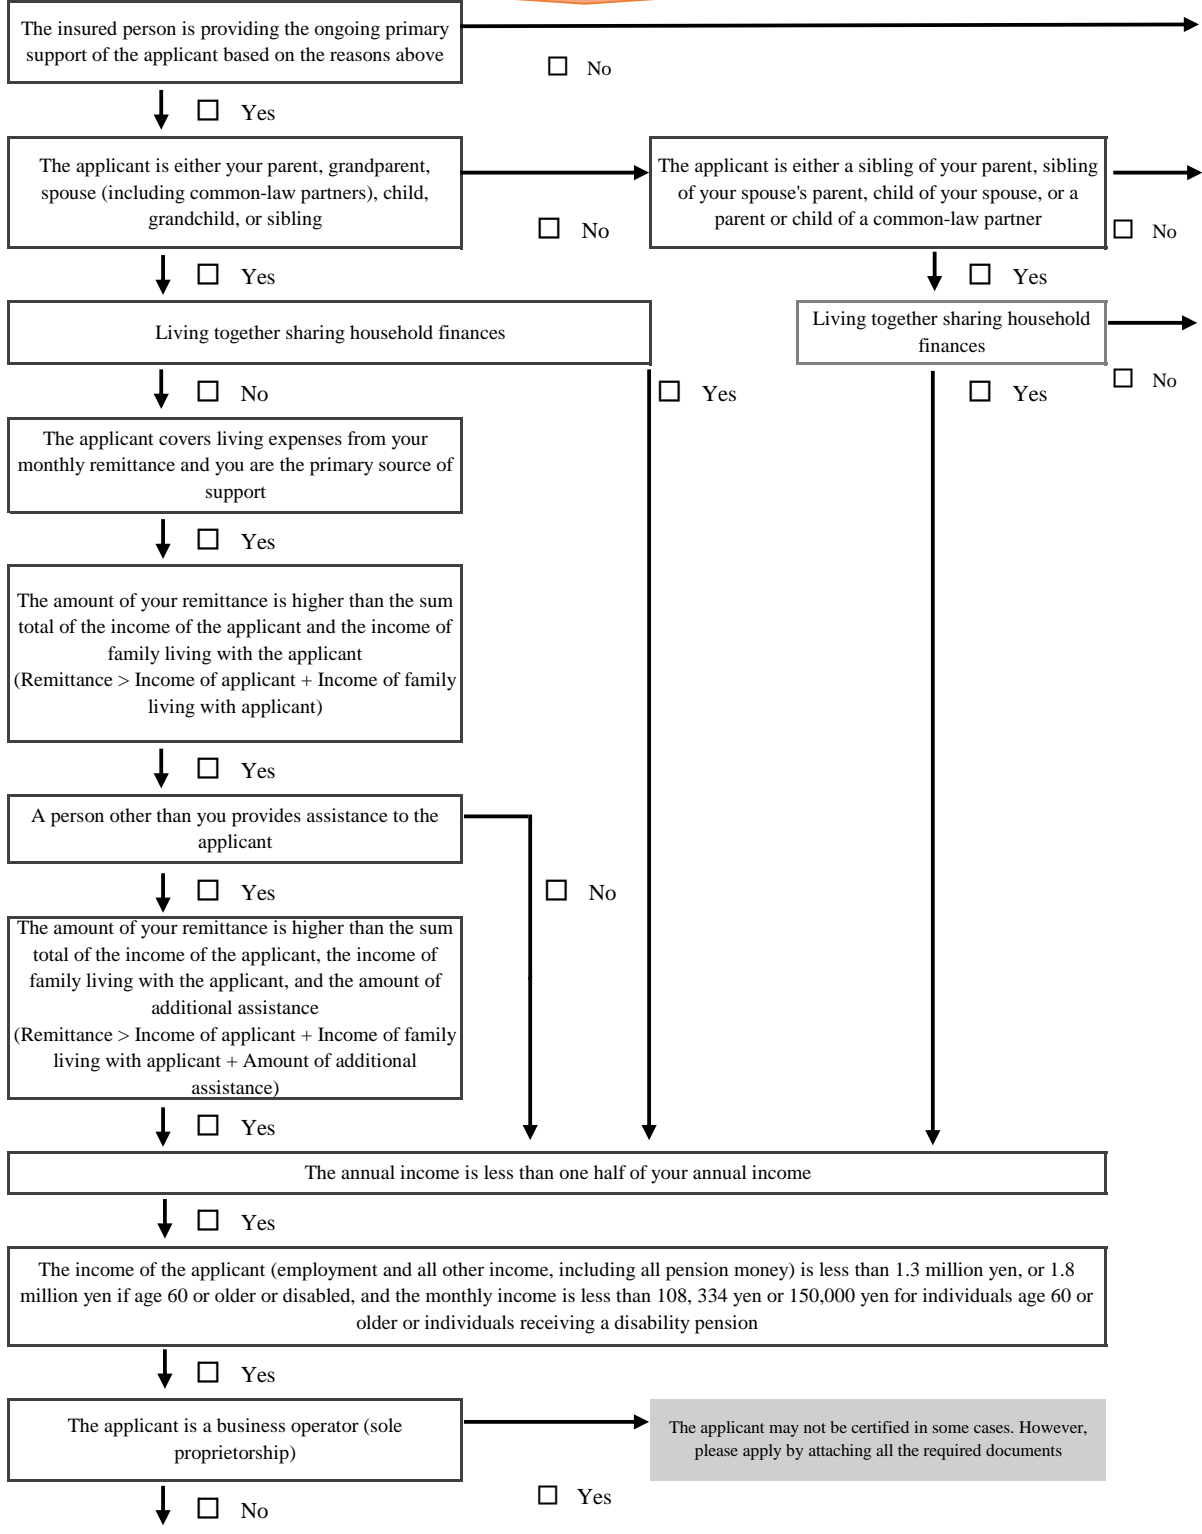 The insured person is providing the ongoing primary
support of the applicant based on the reasons above
☐ No
☐ Yes
The applicant is either your parent, grandparent,
spouse (including common-law partners), child,
grandchild, or sibling
☐ No
The applicant is either a sibling of your parent, sibling
of your spouse's parent, child of your spouse, or a
parent or child of a common-law partner
☐ No
☐ Yes
☐ Yes
Living together sharing household finances
Living together sharing household
finances
☐ No
☐ No
☐ Yes
☐ Yes
The applicant covers living expenses from your
monthly remittance and you are the primary source of
support
☐ Yes
The amount of your remittance is higher than the sum
total of the income of the applicant and the income of
family living with the applicant
(Remittance > Income of applicant + Income of family
living with applicant)
☐ Yes
A person other than you provides assistance to the
applicant
☐ Yes
☐ No
The amount of your remittance is higher than the sum
total of the income of the applicant, the income of
family living with the applicant, and the amount of
additional assistance
(Remittance > Income of applicant + Income of family
living with applicant + Amount of additional
assistance)
☐ Yes
The annual income is less than one half of your annual income
☐ Yes
The income of the applicant (employment and all other income, including all pension money) is less than 1.3 million yen, or 1.8
million yen if age 60 or older or disabled, and the monthly income is less than 108, 334 yen or 150,000 yen for individuals age 60 or
older or individuals receiving a disability pension
☐ Yes
The applicant is a business operator (sole
proprietorship)
The applicant may not be certified in some cases. However,
please apply by attaching all the required documents
☐ Yes
☐ No